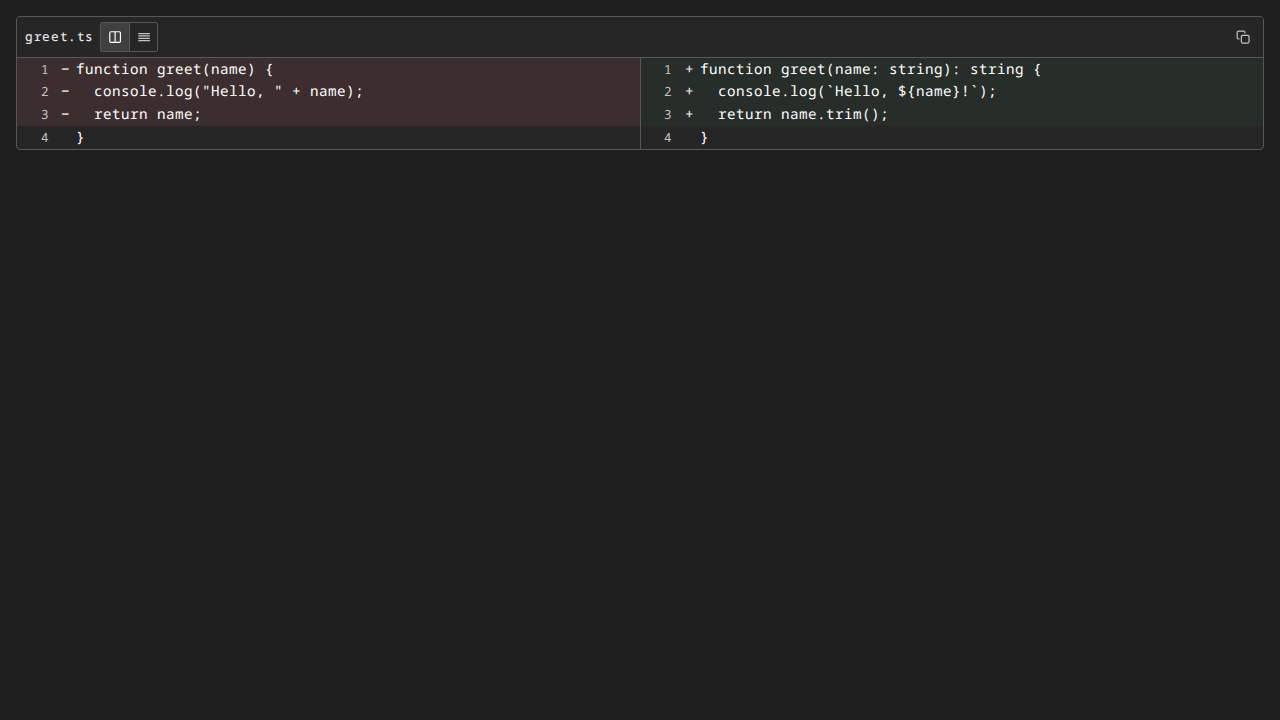 greet.ts
1 − function greet(name) {
2 −   console.log("Hello, " + name);
3 −   return name;
4   }
1 + function greet(name: string): string {
2 +   console.log(`Hello, ${name}!`);
3 +   return name.trim();
4   }